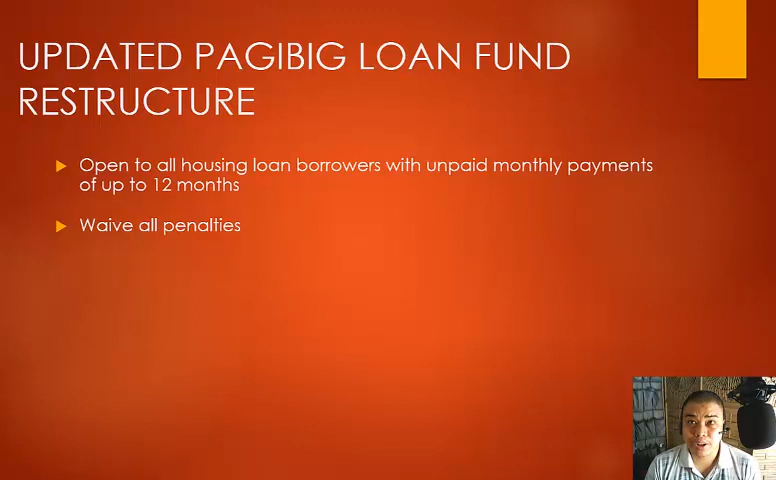 UPDATED PAGIBIG LOAN FUND
RESTRUCTURE
Open to all housing loan borrowers with unpaid monthly payments
of up to 12 months
Waive all penalties